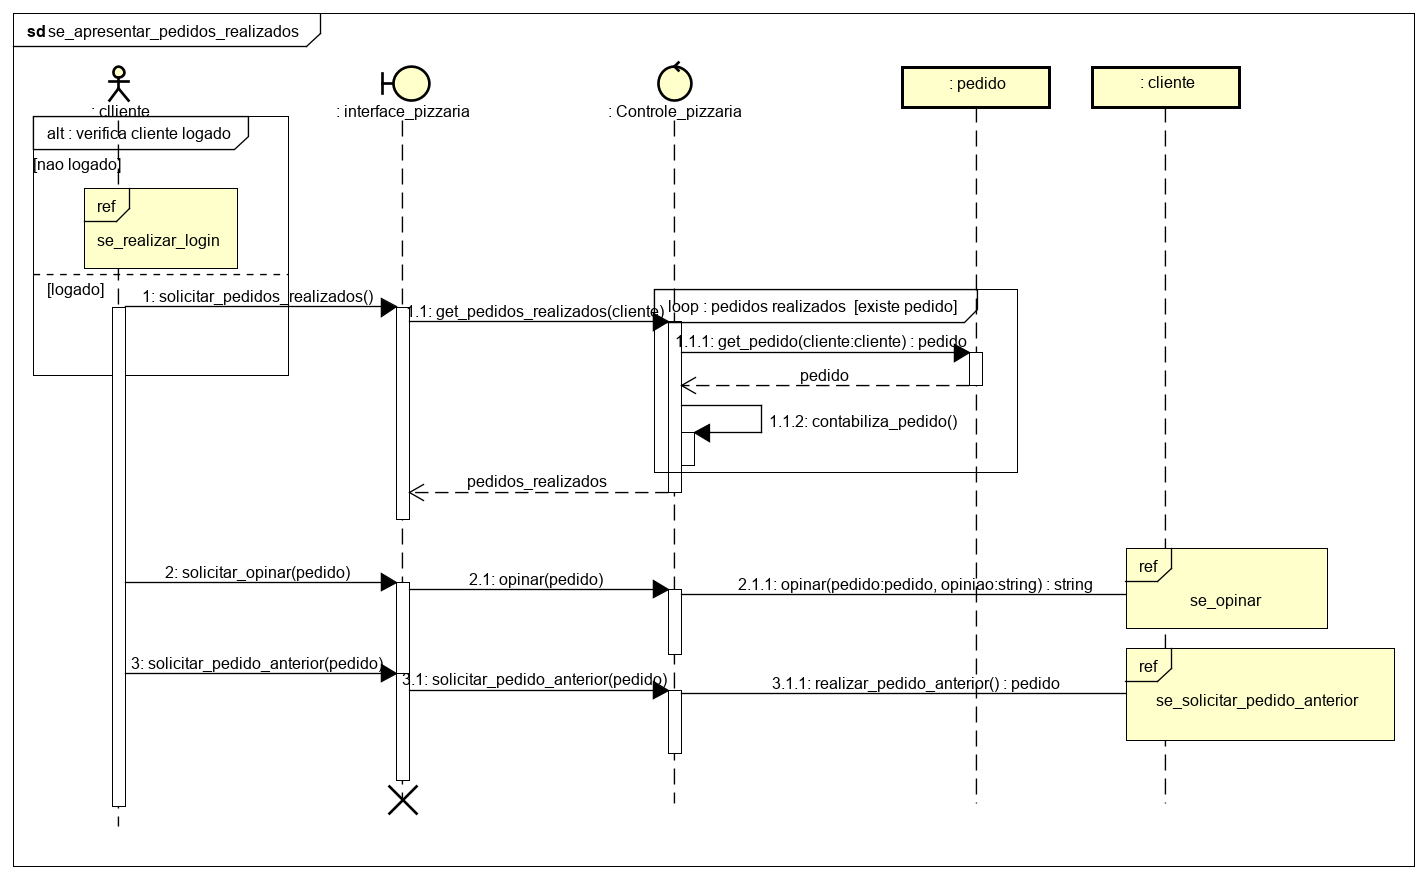 sd se_apresentar_pedidos_realizados
: clliente
: interface_pizzaria
: Controle_pizzaria
: pedido
: cliente
alt : verifica cliente logado
[nao logado]
ref
se_realizar_login
[logado]
1: solicitar_pedidos_realizados()
1.1: get_pedidos_realizados(cliente)
loop : pedidos realizados [existe pedido]
1.1.1: get_pedido(cliente:cliente) : pedido
pedido
1.1.2: contabiliza_pedido()
pedidos_realizados
2: solicitar_opinar(pedido)
2.1: opinar(pedido)
2.1.1: opinar(pedido:pedido, opiniao:string) : string
ref
se_opinar
3: solicitar_pedido_anterior(pedido)
3.1: solicitar_pedido_anterior(pedido)
3.1.1: realizar_pedido_anterior() : pedido
ref
se_solicitar_pedido_anterior